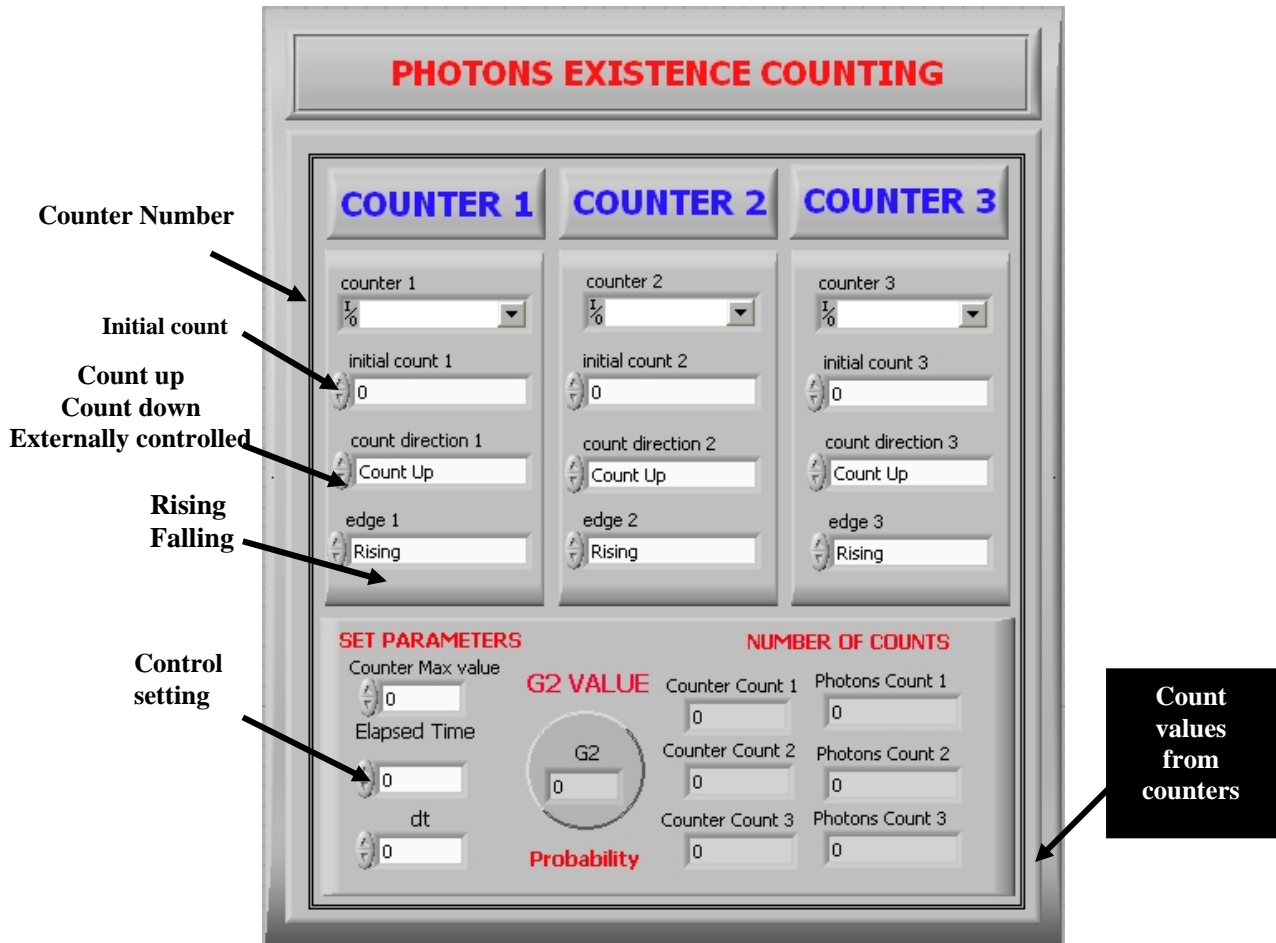 PHOTONS EXISTENCE COUNTING
COUNTER 1
COUNTER 2
COUNTER 3
Counter Number
counter 1
counter 2
counter 3
I/O
I/O
I/O
Initial count
initial count 1
initial count 2
initial count 3
0
0
0
Count up
Count down
Externally controlled
count direction 1
count direction 2
count direction 3
Count Up
Count Up
Count Up
Rising
Falling
edge 1
edge 2
edge 3
Rising
Rising
Rising
Control
setting
SET PARAMETERS
Counter Max value
0
Elapsed Time
0
dt
0
G2 VALUE
G2
0
Probability
NUMBER OF COUNTS
Counter Count 1
Photons Count 1
0
0
Counter Count 2
Photons Count 2
0
0
Counter Count 3
Photons Count 3
0
0
Count
values
from
counters